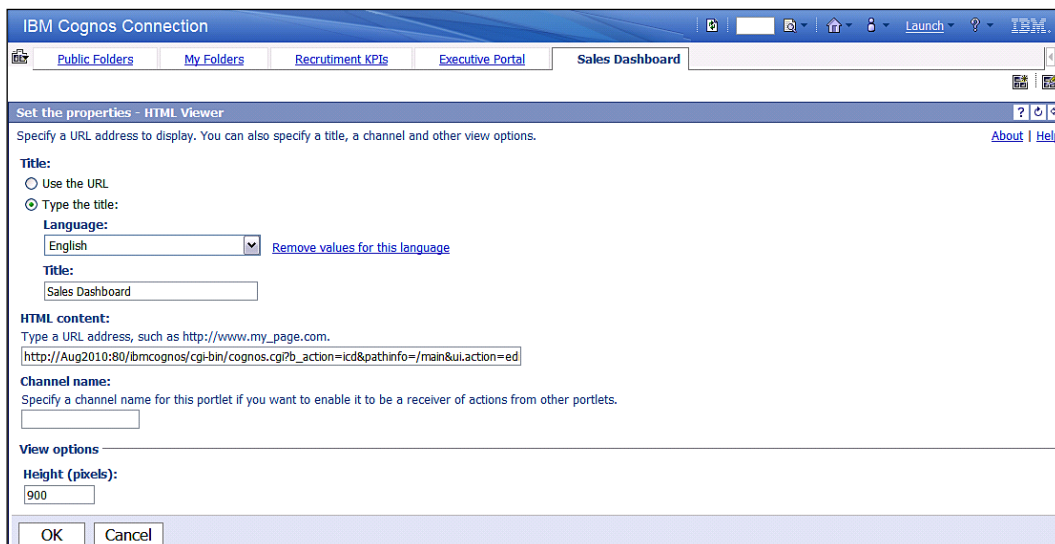 IBM Cognos Connection
Launch ? IBM.
Public Folders My Folders Recrutiment KPIs Executive Portal Sales Dashboard
Set the properties - HTML Viewer ?
Specify a URL address to display. You can also specify a title, a channel and other view options. About | Help
Title:
Use the URL
Type the title:
Language:
English Remove values for this language
Title:
Sales Dashboard
HTML content:
Type a URL address, such as http://www.my_page.com.
http://Aug2010:80/ibmcognos/cgi-bin/cognos.cgi?b_action=icd&pathinfo=/main&ui.action=ed
Channel name:
Specify a channel name for this portlet if you want to enable it to be a receiver of actions from other portlets.
View options
Height (pixels):
900
OK Cancel